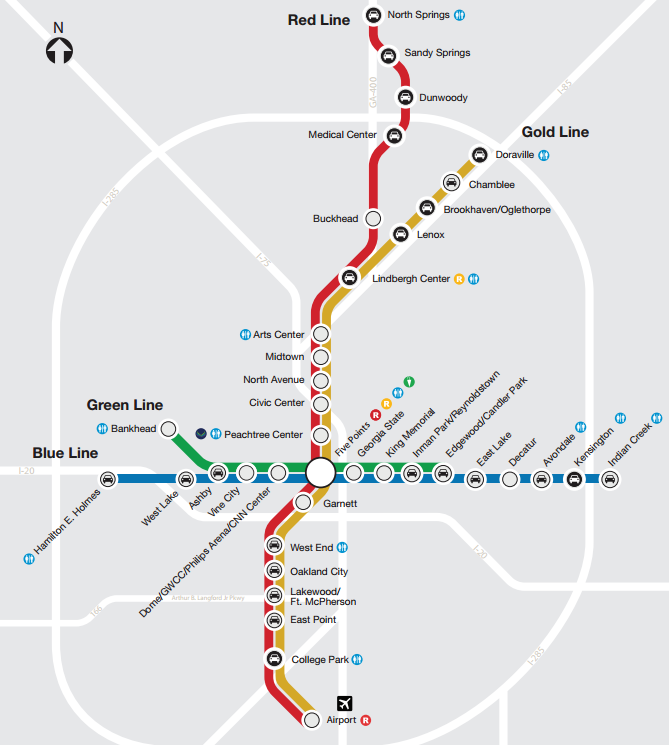 N
Red Line
North Springs
Sandy Springs
GA-400
Dunwoody
I-85
Medical Center
Gold Line
Doraville
Chamblee
I-285
Brookhaven/Oglethorpe
Buckhead
Lenox
I-75
Lindbergh Center R
Arts Center
Midtown
North Avenue
Civic Center
Green Line
Bankhead
Peachtree Center
Five Points R
Georgia State R
King Memorial
Inman Park/Reynoldstown
Edgewood/Candler Park
East Lake
Decatur
Avondale
Kensington
Indian Creek
Blue Line
I-20
Hamilton E. Holmes
West Lake
Ashby
Vine City
Dome/GWCC/Philips Arena/CNN Center
Garnett
West End
I-20
Oakland City
Lakewood/
Ft. McPherson
Arthur B. Langford Jr Pkwy
East Point
College Park
I-285
Airport R